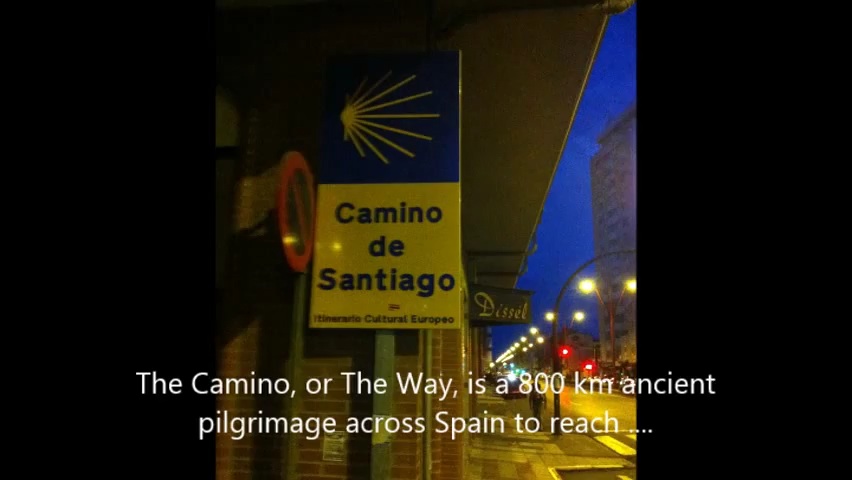 Camino
de
Santiago
Itinerario Cultural Europeo
Dissël
The Camino, or The Way, is a 800 km ancient
pilgrimage across Spain to reach ....